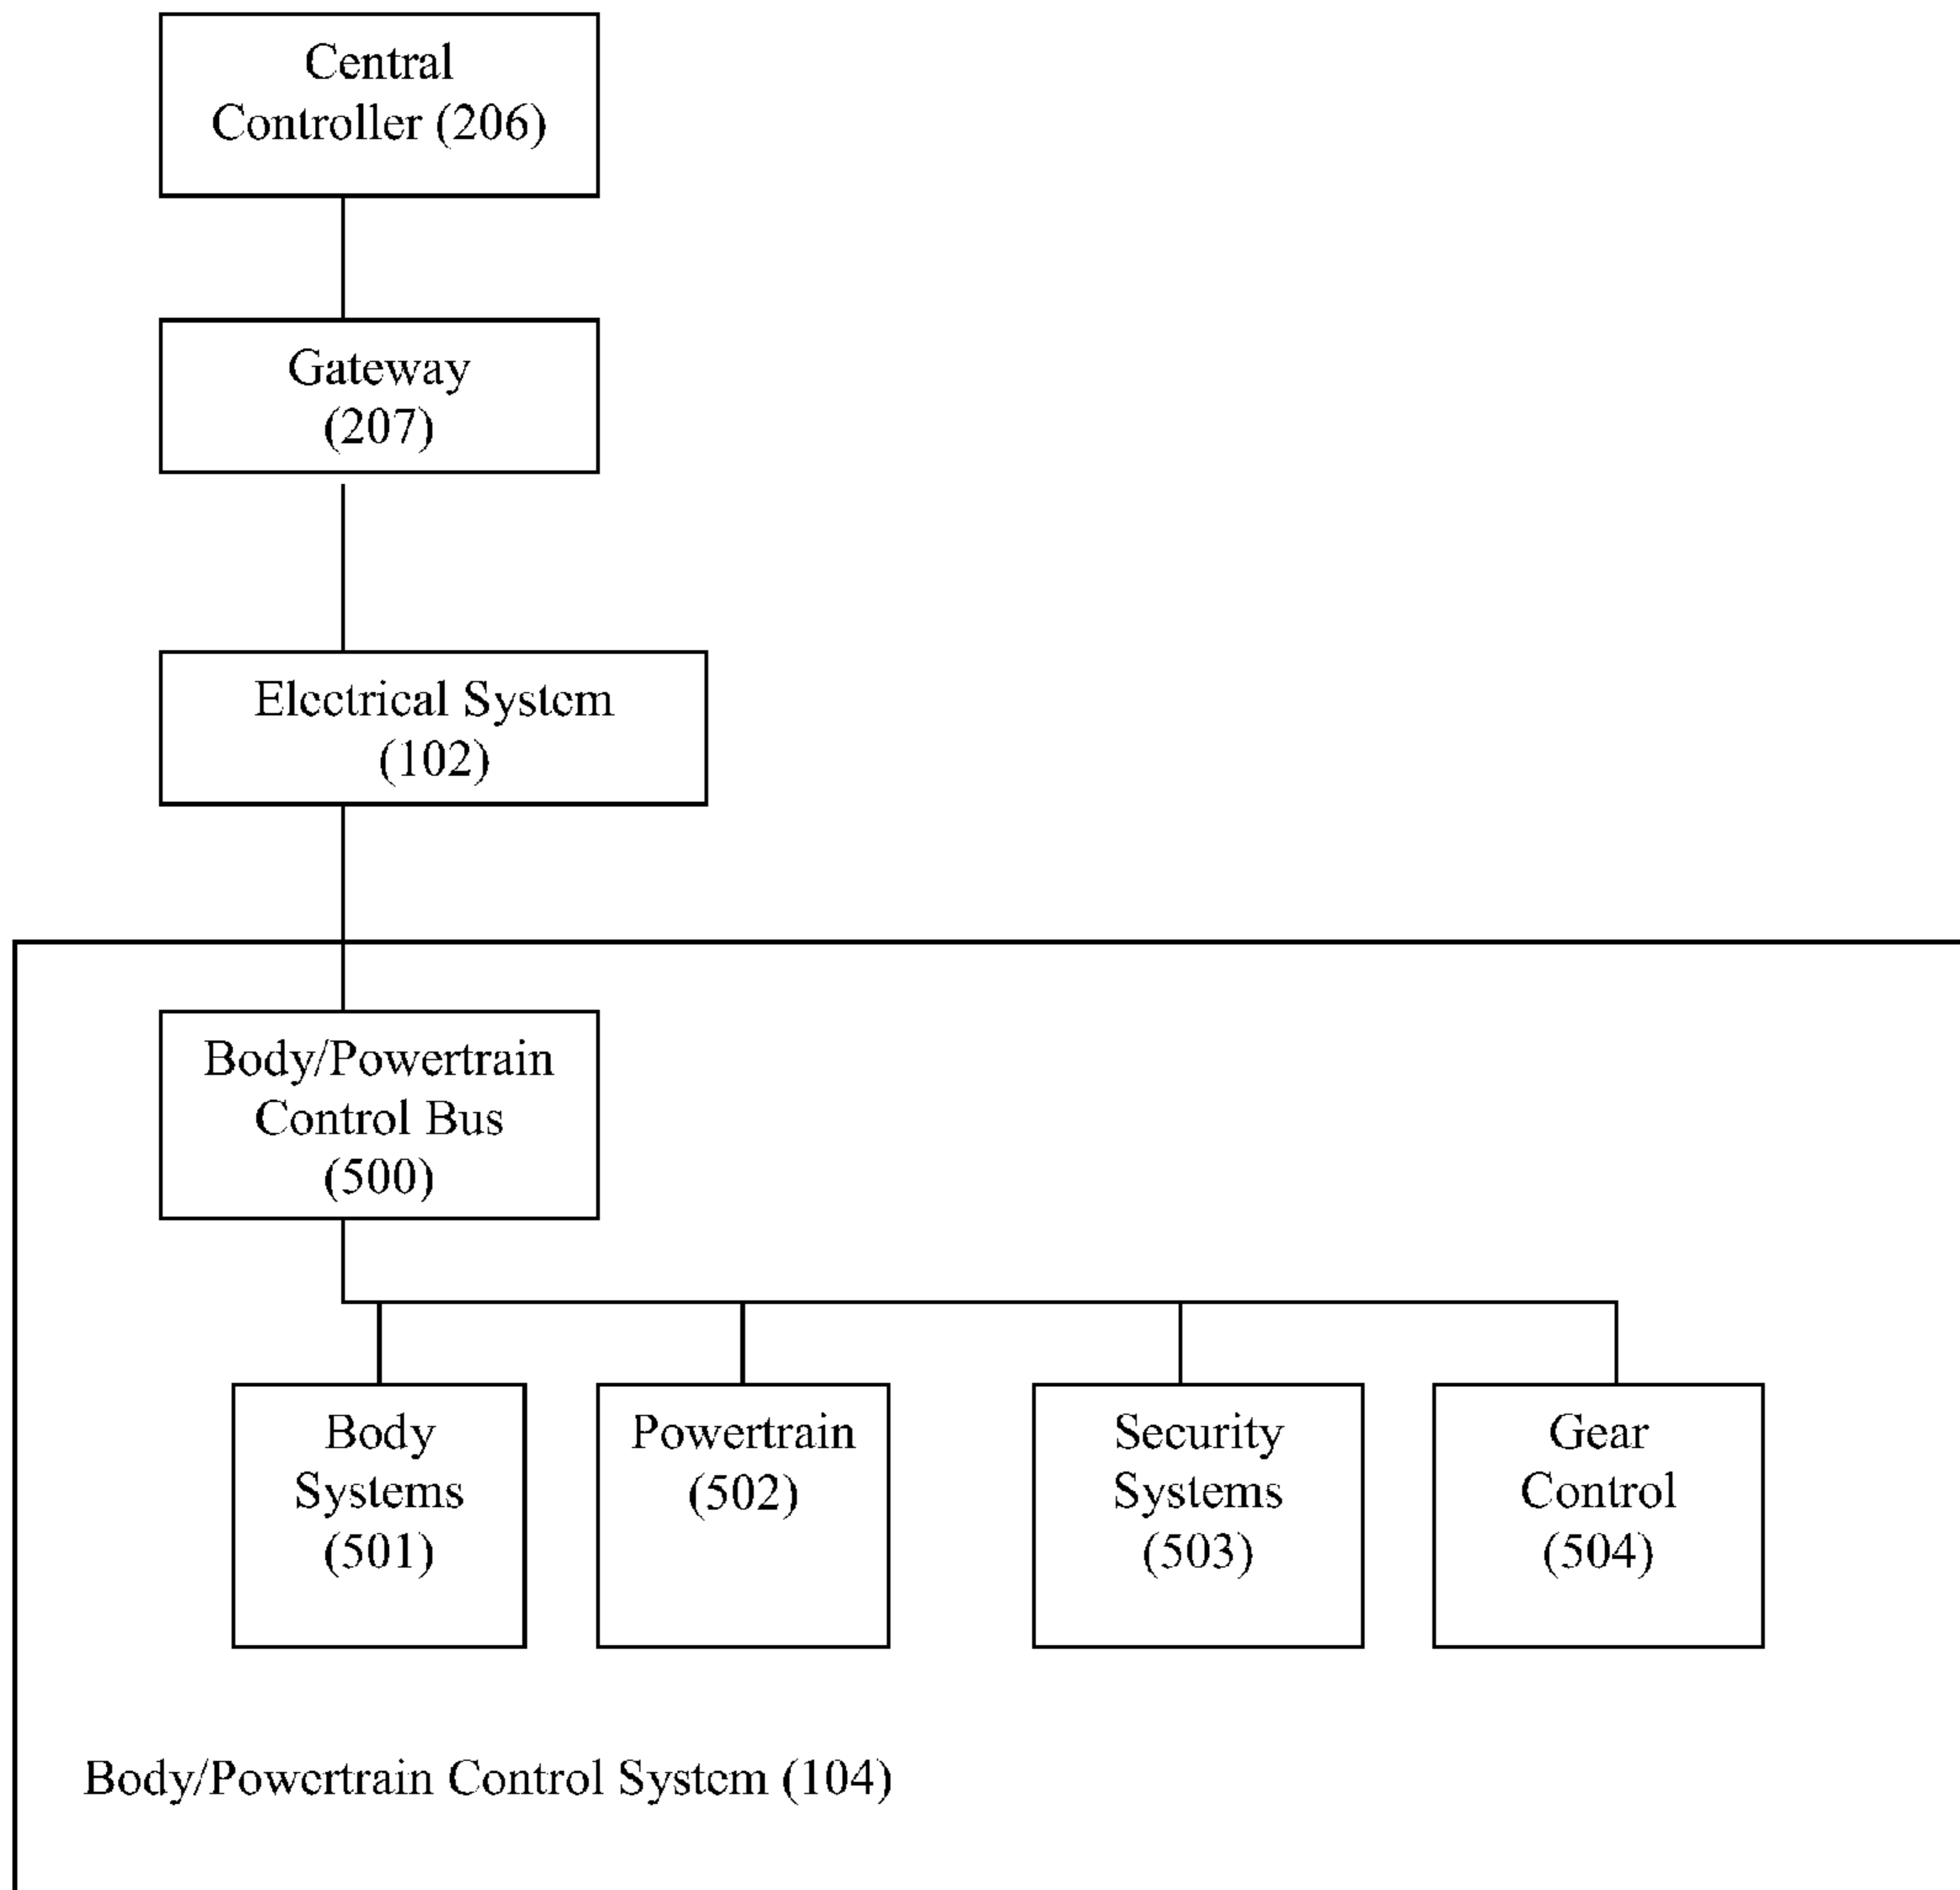 Central
Controller (206)
Gateway
(207)
Electrical System
(102)
Body/Powertrain
Control Bus
(500)
Body
Systems
(501)
Powertrain
(502)
Security
Systems
(503)
Gear
Control
(504)
Body/Powertrain Control System (104)